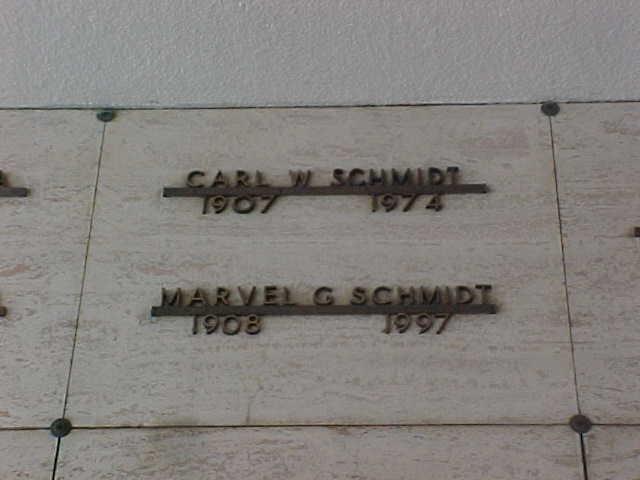 CARL W SCHMIDT
1907 1974
MARVEL G SCHMIDT
1908 1997